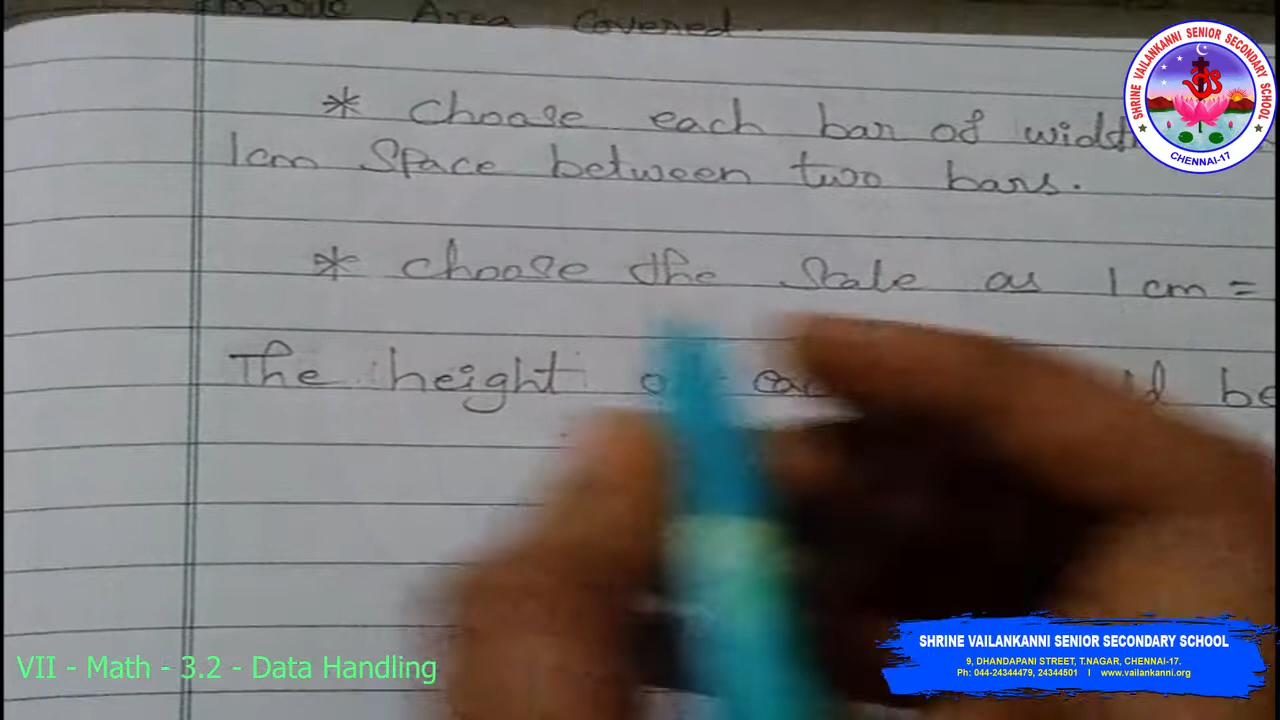 Area Covered.
* Choose each bar of width
1cm Space between two bars.
* Choose the Scale as 1 cm =
The height of each be
SHRINE VAILANKANNI SENIOR SECONDARY SCHOOL
CHENNAI-17
VII - Math - 3.2 - Data Handling
SHRINE VAILANKANNI SENIOR SECONDARY SCHOOL
9, DHANDAPANI STREET, T.NAGAR, CHENNAI-17.
Ph: 044-24344479, 24344501 I www.vailankanni.org